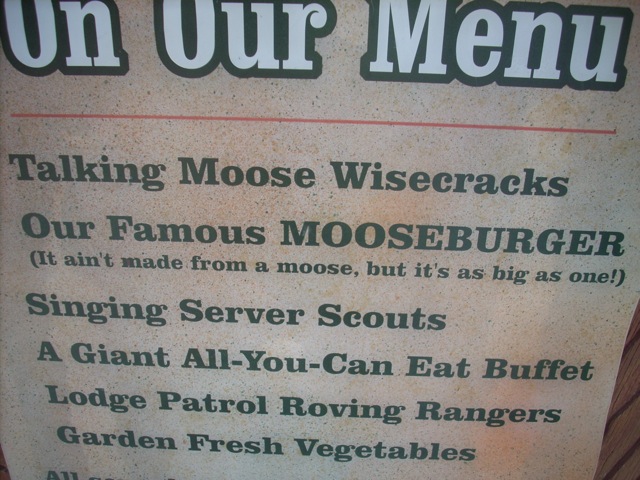 On Our Menu
Talking Moose Wisecracks
Our Famous MOOSEBURGER
(It ain't made from a moose, but it's as big as one!)
Singing Server Scouts
A Giant All-You-Can Eat Buffet
Lodge Patrol Roving Rangers
Garden Fresh Vegetables
All